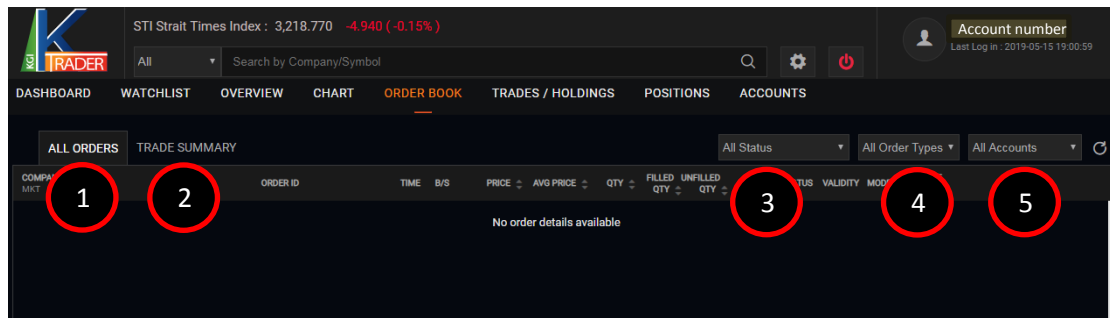 STI Strait Times Index : 3,218.770 -4.940 ( -0.15% )
Account number
Last Log in : 2019-05-15 19:00:59
KGI TRADER
All Search by Company/Symbol
DASHBOARD WATCHLIST OVERVIEW CHART ORDER BOOK TRADES / HOLDINGS POSITIONS ACCOUNTS
ALL ORDERS TRADE SUMMARY All Status All Order Types All Accounts
ORDER ID TIME B/S PRICE AVG PRICE QTY FILLED QTY UNFILLED QTY VALIDITY
MKT
1 2 3 4 5
No order details available